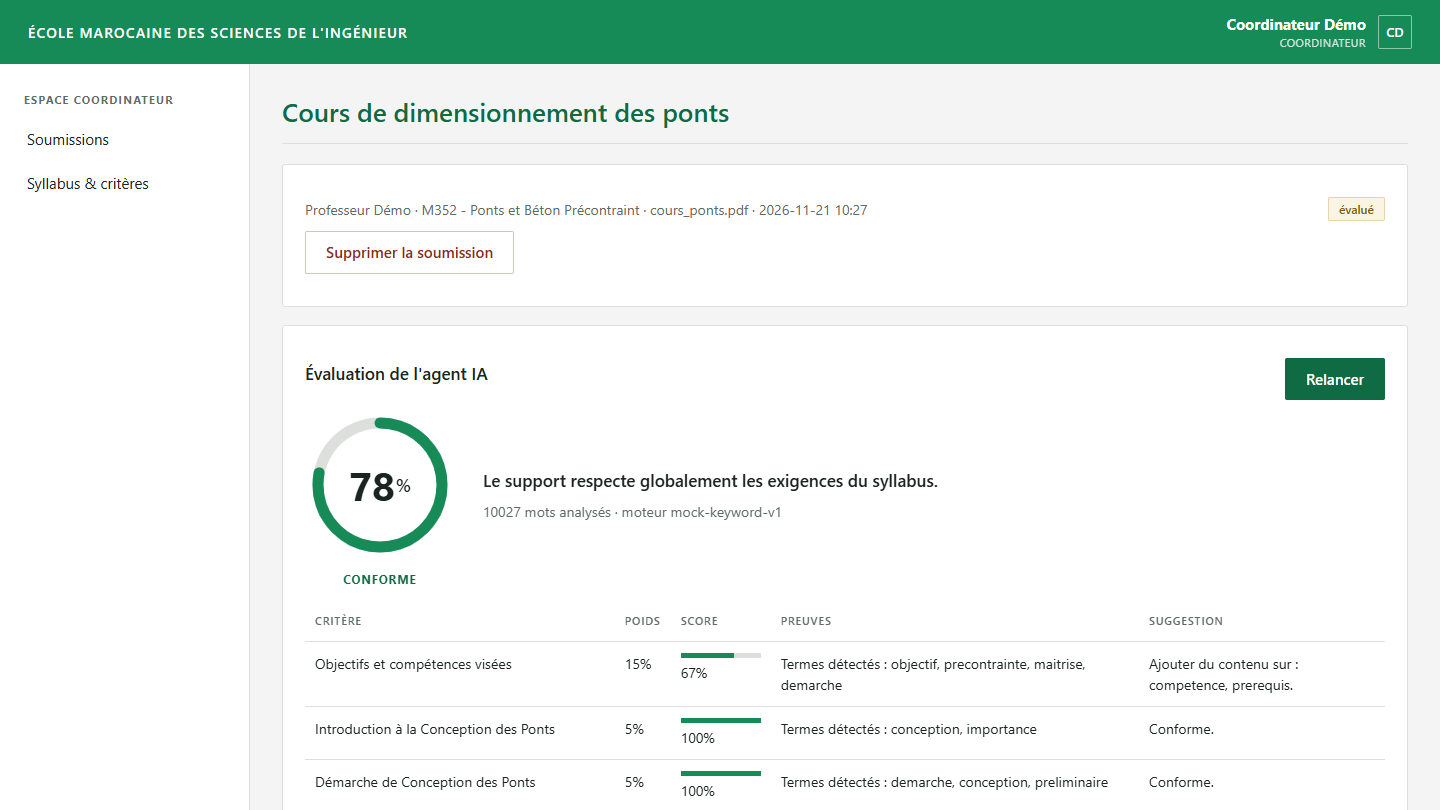 ÉCOLE MAROCAINE DES SCIENCES DE L'INGÉNIEUR
Coordinateur Démo
COORDINATEUR
CD
ESPACE COORDINATEUR
Soumissions
Syllabus & critères
Cours de dimensionnement des ponts
Professeur Démo · M352 - Ponts et Béton Précontraint · cours_ponts.pdf · 2026-11-21 10:27
évalué
Supprimer la soumission
Évaluation de l'agent IA
Relancer
78%
CONFORME
Le support respecte globalement les exigences du syllabus.
10027 mots analysés · moteur mock-keyword-v1
CRITÈRE POIDS SCORE PREUVES SUGGESTION
Objectifs et compétences visées 15% 67% Termes détectés : objectif, precontrainte, maitrise, Ajouter du contenu sur :
demarche competence, prerequis.
Introduction à la Conception des Ponts 5% 100% Termes détectés : conception, importance Conforme.
Démarche de Conception des Ponts 5% 100% Termes détectés : demarche, conception, preliminaire Conforme.